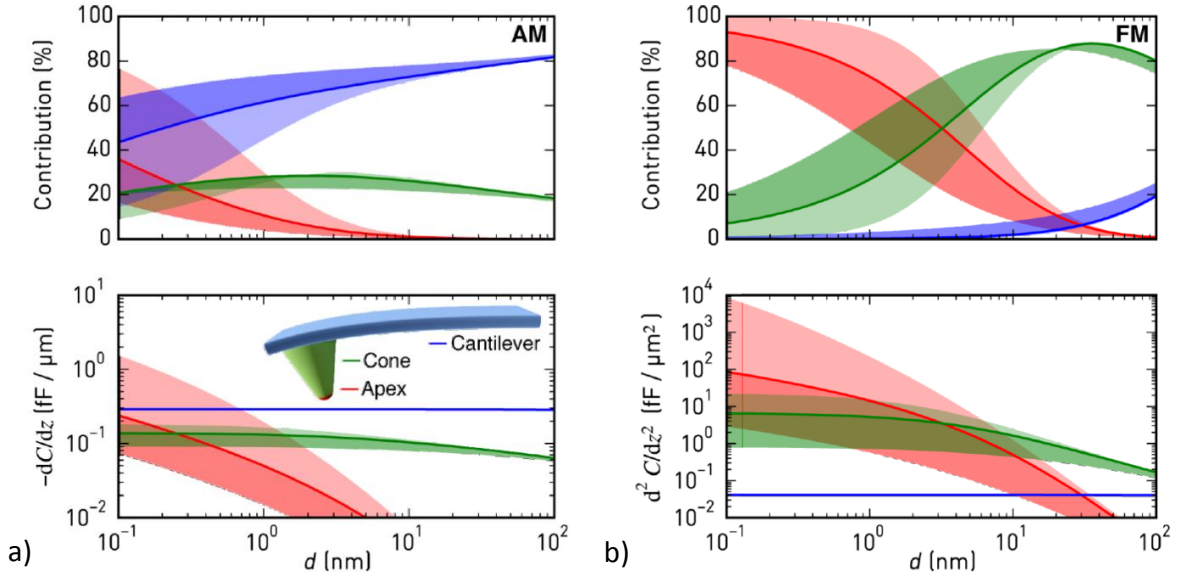 AM
Contribution (%)
100
80
60
40
20
0
FM
Contribution (%)
100
80
60
40
20
0
−dC/dz (fF / μm)
10¹
10⁰
10⁻¹
10⁻²
Cantilever
Cone
Apex
10⁻¹ 10⁰ 10¹ 10²
d (nm)
a)
d² C/dz² (fF / μm²)
10⁴
10³
10²
10¹
10⁰
10⁻¹
10⁻²
10⁻¹ 10⁰ 10¹ 10²
d (nm)
b)